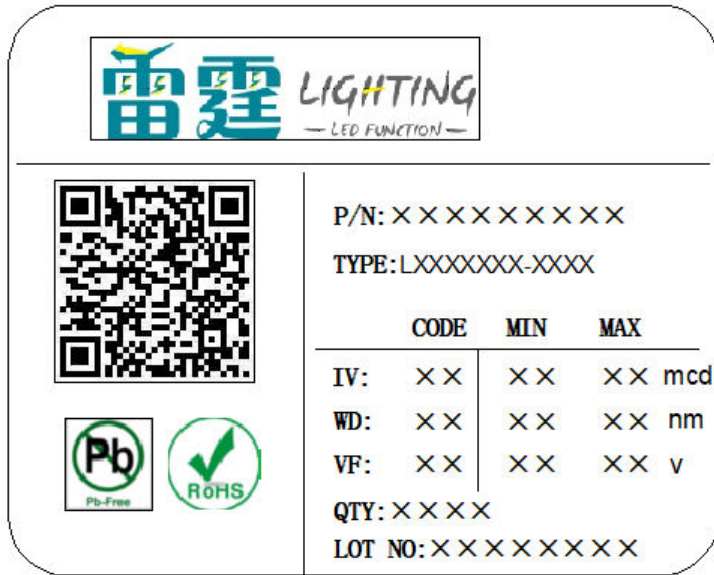 雷霆 LIGHTING
— LED FUNCTION —
P/N: ×××××××××
TYPE:LXXXXXXX-XXXX
CODE MIN MAX
IV: ×× ×× ×× mcd
WD: ×× ×× ×× nm
VF: ×× ×× ×× v
QTY: ××××
LOT NO: ××××××××
Pb
Pb-Free
RoHS